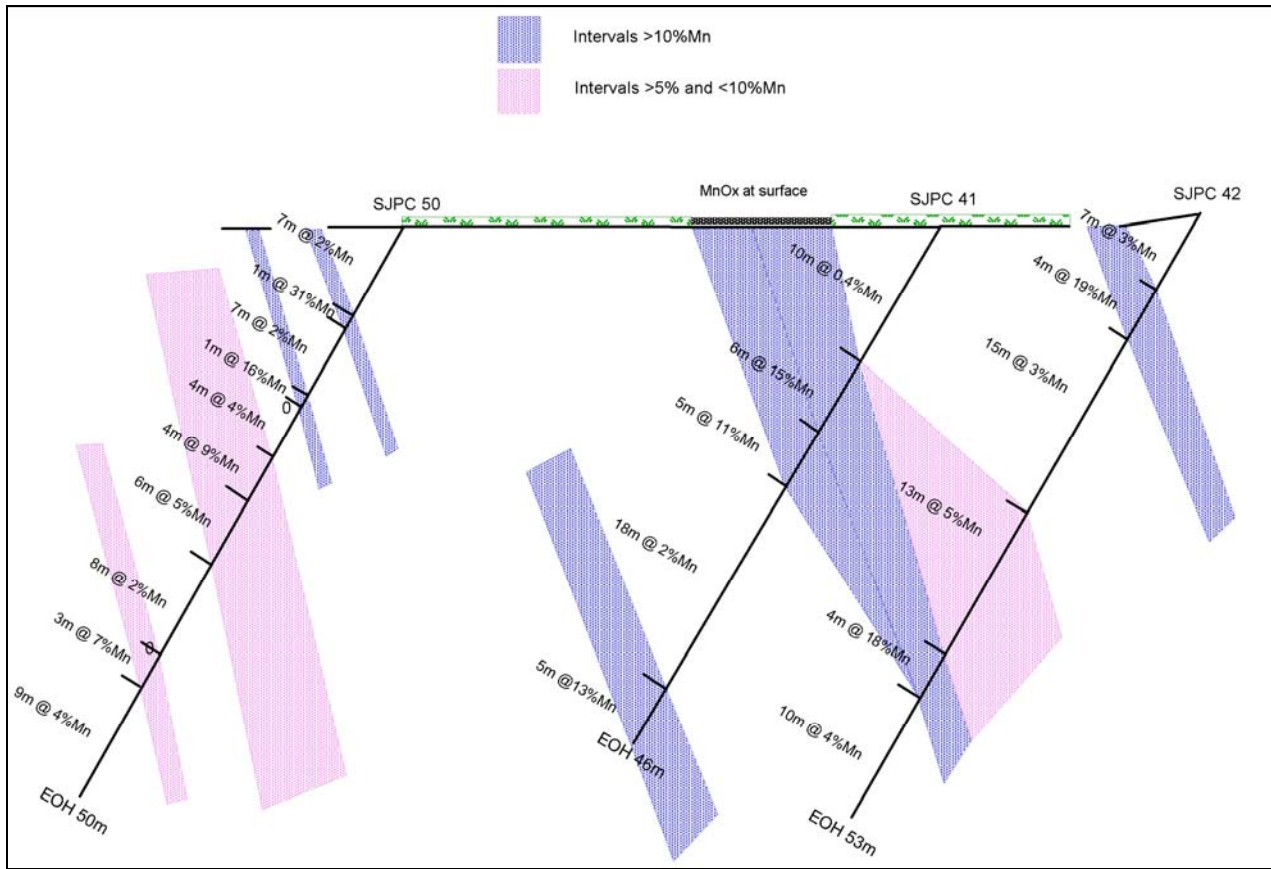 Intervals >10%Mn
Intervals >5% and <10%Mn
MnOx at surface
SJPC 50
SJPC 41
SJPC 42
7m @ 2%Mn
1m @ 31%Mn
7m @ 2%Mn
1m @ 16%Mn
0
4m @ 4%Mn
4m @ 9%Mn
6m @ 5%Mn
8m @ 2%Mn
0
3m @ 7%Mn
9m @ 4%Mn
EOH 50m
10m @ 0.4%Mn
6m @ 15%Mn
5m @ 11%Mn
18m @ 2%Mn
5m @13%Mn
EOH 46m
7m @ 3%Mn
4m @ 19%Mn
15m @ 3%Mn
13m @ 5%Mn
4m @ 18%Mn
10m @ 4%Mn
EOH 53m